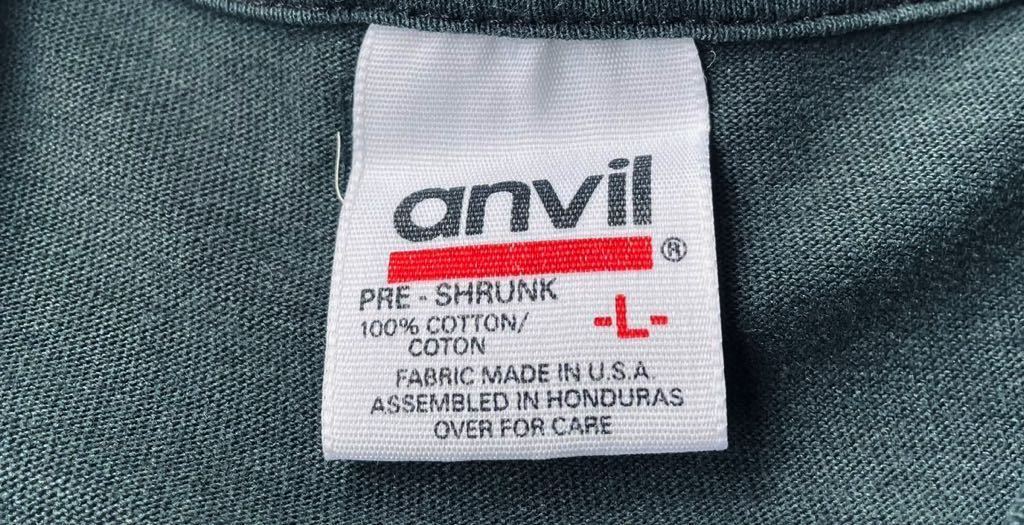 anvil®
PRE - SHRUNK
-L-
100% COTTON/
COTON
FABRIC MADE IN U.S.A
ASSEMBLED IN HONDURAS
OVER FOR CARE